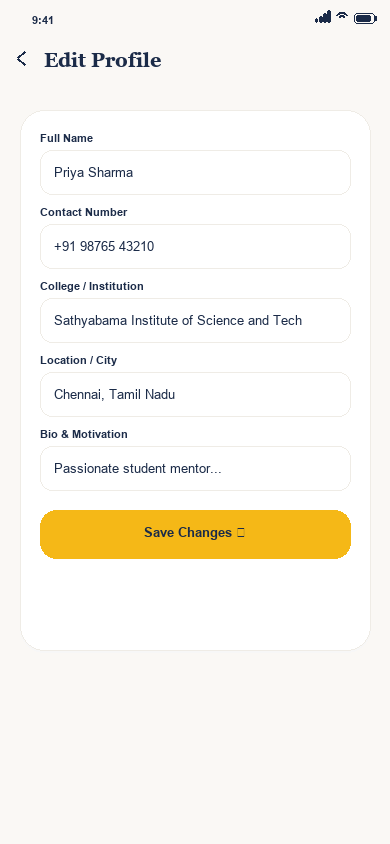 9:41
Edit Profile
Full Name
Priya Sharma
Contact Number
+91 98765 43210
College / Institution
Sathyabama Institute of Science and Tech
Location / City
Chennai, Tamil Nadu
Bio & Motivation
Passionate student mentor...
Save Changes